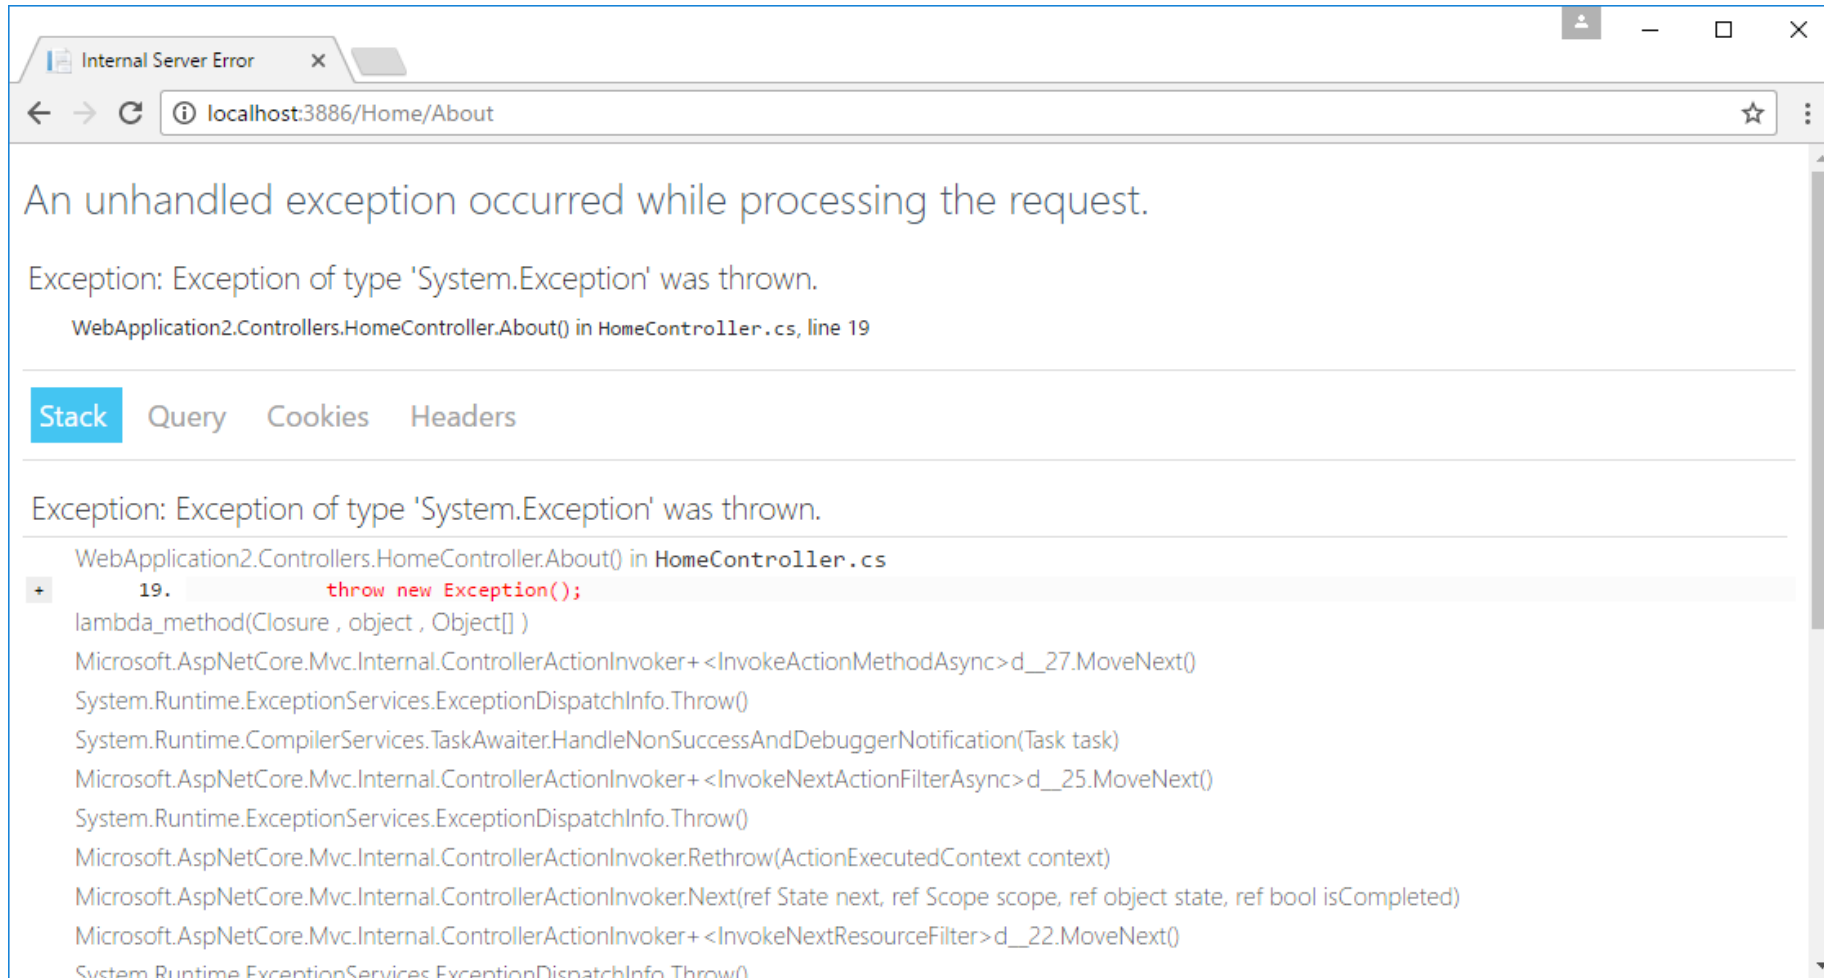 Internal Server Error
localhost:3886/Home/About
An unhandled exception occurred while processing the request.
Exception: Exception of type 'System.Exception' was thrown.
WebApplication2.Controllers.HomeController.About() in HomeController.cs, line 19
Stack Query Cookies Headers
Exception: Exception of type 'System.Exception' was thrown.
WebApplication2.Controllers.HomeController.About() in HomeController.cs
+ 19. throw new Exception();
lambda_method(Closure , object , Object[] )
Microsoft.AspNetCore.Mvc.Internal.ControllerActionInvoker+<InvokeActionMethodAsync>d__27.MoveNext()
System.Runtime.ExceptionServices.ExceptionDispatchInfo.Throw()
System.Runtime.CompilerServices.TaskAwaiter.HandleNonSuccessAndDebuggerNotification(Task task)
Microsoft.AspNetCore.Mvc.Internal.ControllerActionInvoker+<InvokeNextActionFilterAsync>d__25.MoveNext()
System.Runtime.ExceptionServices.ExceptionDispatchInfo.Throw()
Microsoft.AspNetCore.Mvc.Internal.ControllerActionInvoker.Rethrow(ActionExecutedContext context)
Microsoft.AspNetCore.Mvc.Internal.ControllerActionInvoker.Next(ref State next, ref Scope scope, ref object state, ref bool isCompleted)
Microsoft.AspNetCore.Mvc.Internal.ControllerActionInvoker+<InvokeNextResourceFilter>d__22.MoveNext()
System.Runtime.ExceptionServices.ExceptionDispatchInfo.Throw()